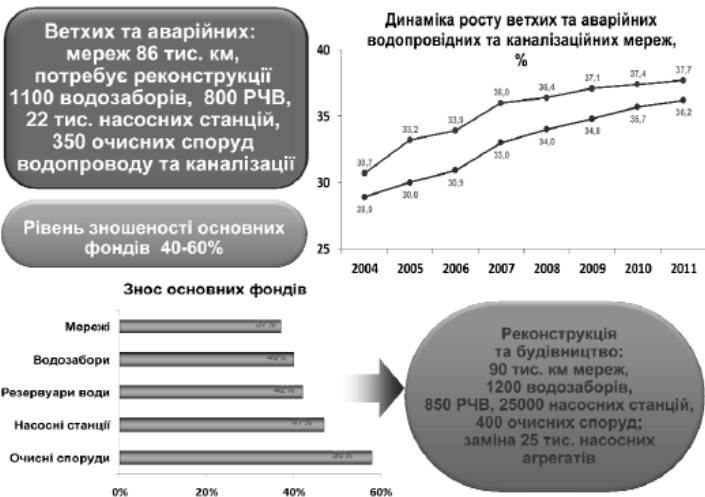 Ветхих та аварійних:
мереж 86 тис. км,
потребує реконструкції
1100 водозаборів, 800 РЧВ,
22 тис. насосних станцій,
350 очисних споруд
водопроводу та каналізації
Рівень зношеності основних
фондів 40-60%
Динаміка росту ветхих та аварійних
водопровідних та каналізаційних мереж,
%
40
35
30
25
30,7
33,2
33,9
36,0
36,4
37,1
37,4
37,7
28,9
30,0
30,9
33,0
34,0
34,8
35,7
36,2
2004 2005 2006 2007 2008 2009 2010 2011
Знос основних фондів
Мережі 37%
Водозабори 40%
Резервуари води 42%
Насосні станції 47%
Очисні споруди
0% 20% 40% 60%
Реконструкція
та будівництво:
90 тис. км мереж,
1200 водозаборів,
850 РЧВ, 25000 насосних станцій,
400 очисних споруд;
заміна 25 тис. насосних
агрегатів